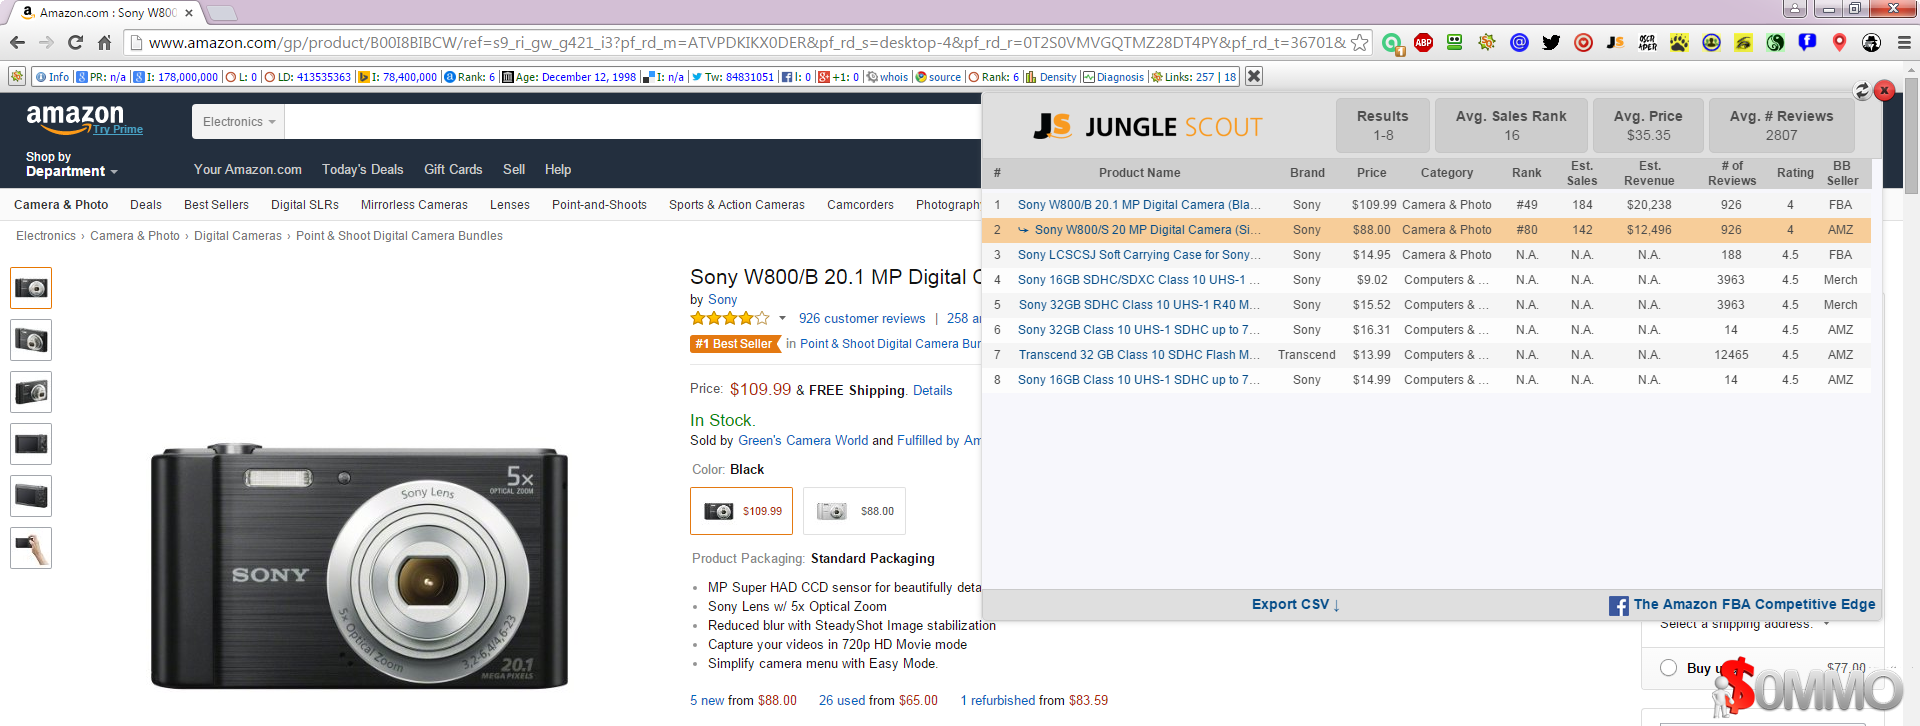 Amazon.com : Sony W800
www.amazon.com/gp/product/B00I8BIBCW/ref=s9_ri_gw_g421_i3?pf_rd_m=ATVPDKIKX0DER&pf_rd_s=desktop-4&pf_rd_r=0T2S0VMVGQTMZ28DT4PY&pf_rd_t=36701&
Info PR: n/a I: 178,000,000 L: 0 LD: 413535363 I: 78,400,000 Rank: 6 Age: December 12, 1998 I: n/a Tw: 84831051 l: 0 +1: 0 whois source Rank: 6 Density Diagnosis Links: 257 | 18
amazon
Try Prime
Electronics
Shop by
Department
Your Amazon.com Today's Deals Gift Cards Sell Help
Camera & Photo Deals Best Sellers Digital SLRs Mirrorless Cameras Lenses Point-and-Shoots Sports & Action Cameras Camcorders Photograph
Electronics › Camera & Photo › Digital Cameras › Point & Shoot Digital Camera Bundles
Sony W800/B 20.1 MP Digital C
by Sony
926 customer reviews | 258 a
#1 Best Seller in Point & Shoot Digital Camera Bun
Price: $109.99 & FREE Shipping. Details
In Stock.
Sold by Green's Camera World and Fulfilled by Am
Color: Black
$109.99 $88.00
Product Packaging: Standard Packaging
MP Super HAD CCD sensor for beautifully deta
Sony Lens w/ 5x Optical Zoom
Reduced blur with SteadyShot Image stabilization
Capture your videos in 720p HD Movie mode
Simplify camera menu with Easy Mode.
5 new from $88.00 26 used from $65.00 1 refurbished from $83.59
5x
OPTICAL ZOOM
Sony Lens
SONY
5x Optical Zoom
3,2-6,4/4,6-23
20.1
MEGA PIXELS
JS JUNGLE SCOUT
Results
1-8
Avg. Sales Rank
16
Avg. Price
$35.35
Avg. # Reviews
2807
# Product Name Brand Price Category Rank Est. Sales Est. Revenue # of Reviews Rating BB Seller
1 Sony W800/B 20.1 MP Digital Camera (Bla... Sony $109.99 Camera & Photo #49 184 $20,238 926 4 FBA
2 Sony W800/S 20 MP Digital Camera (Si... Sony $88.00 Camera & Photo #80 142 $12,496 926 4 AMZ
3 Sony LCSCSJ Soft Carrying Case for Sony... Sony $14.95 Camera & Photo N.A. N.A. N.A. 188 4.5 FBA
4 Sony 16GB SDHC/SDXC Class 10 UHS-1 ... Sony $9.02 Computers & ... N.A. N.A. N.A. 3963 4.5 Merch
5 Sony 32GB SDHC Class 10 UHS-1 R40 M... Sony $15.52 Computers & ... N.A. N.A. N.A. 3963 4.5 Merch
6 Sony 32GB Class 10 UHS-1 SDHC up to 7... Sony $16.31 Computers & ... N.A. N.A. N.A. 14 4.5 AMZ
7 Transcend 32 GB Class 10 SDHC Flash M... Transcend $13.99 Computers & ... N.A. N.A. N.A. 12465 4.5 AMZ
8 Sony 16GB Class 10 UHS-1 SDHC up to 7... Sony $14.99 Computers & ... N.A. N.A. N.A. 14 4.5 AMZ
Export CSV ↓
The Amazon FBA Competitive Edge
Select a shipping address:
Buy $77.00
$0MMO